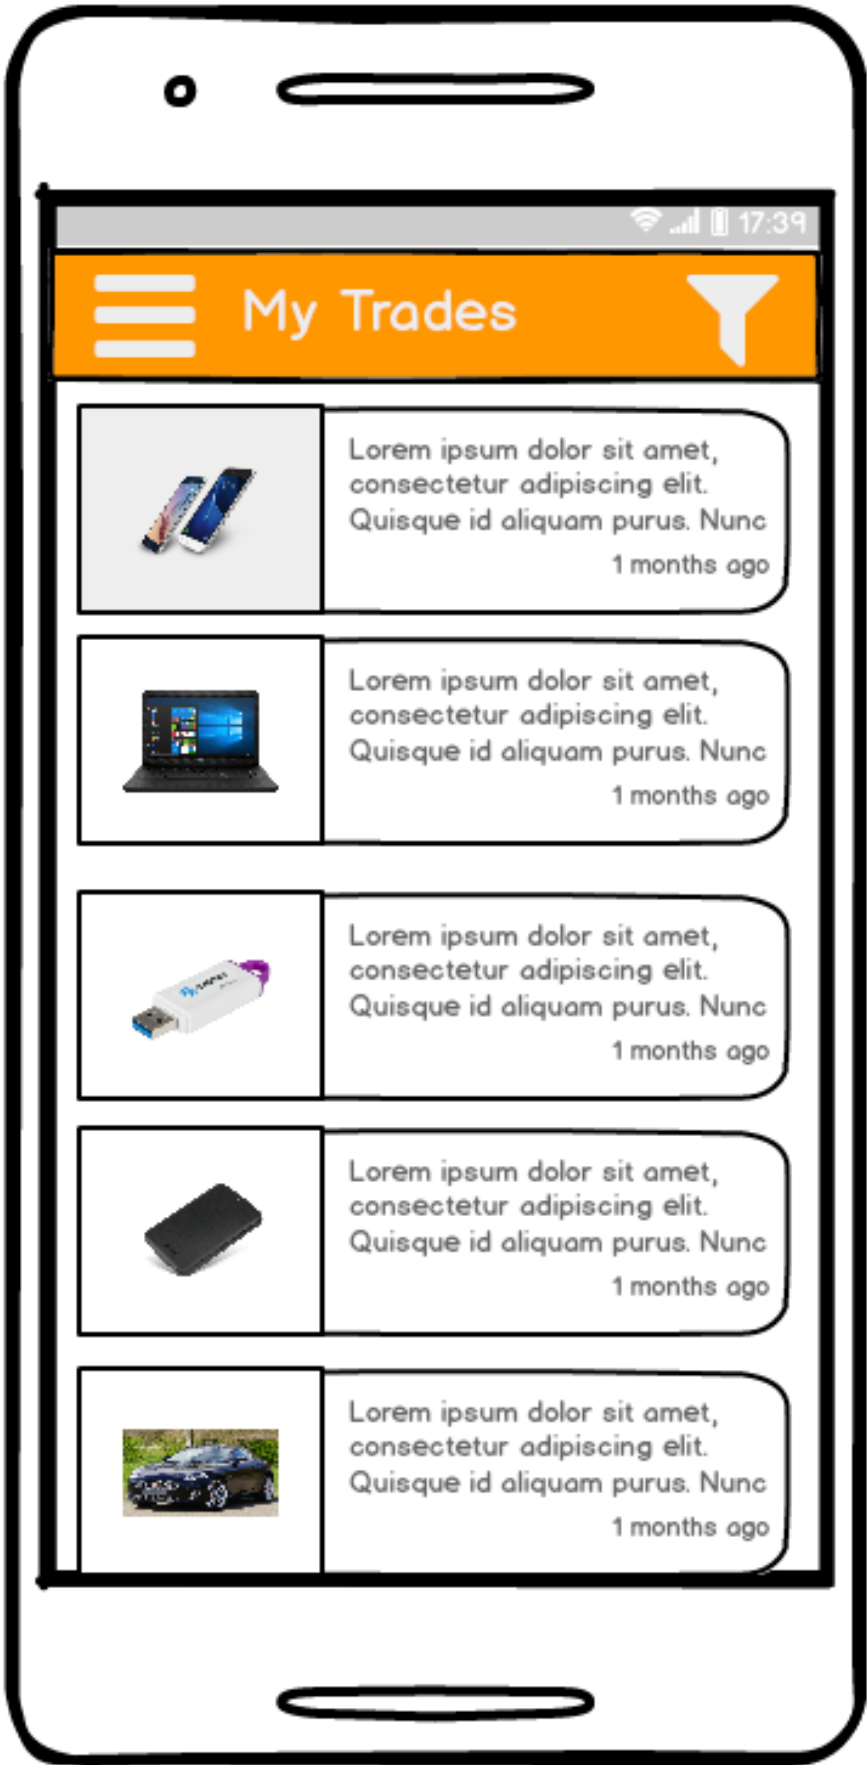 17:39
My Trades
Lorem ipsum dolor sit amet,
consectetur adipiscing elit.
Quisque id aliquam purus. Nunc
1 months ago
Lorem ipsum dolor sit amet,
consectetur adipiscing elit.
Quisque id aliquam purus. Nunc
1 months ago
Lorem ipsum dolor sit amet,
consectetur adipiscing elit.
Quisque id aliquam purus. Nunc
1 months ago
Lorem ipsum dolor sit amet,
consectetur adipiscing elit.
Quisque id aliquam purus. Nunc
1 months ago
Lorem ipsum dolor sit amet,
consectetur adipiscing elit.
Quisque id aliquam purus. Nunc
1 months ago